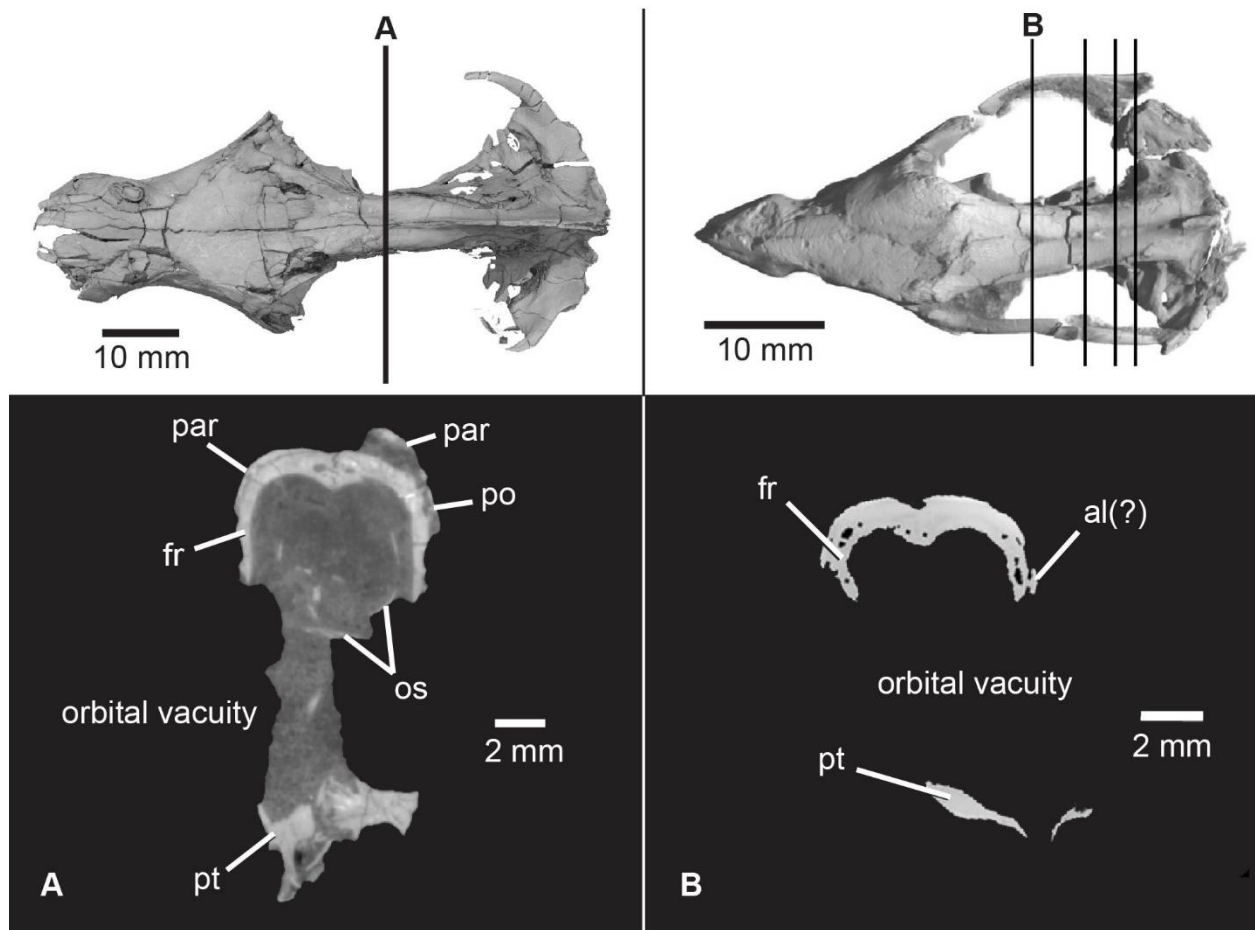 A
B
10 mm
10 mm
par
par
po
fr
os
orbital vacuity
2 mm
pt
A
fr
al(?)
orbital vacuity
2 mm
pt
B